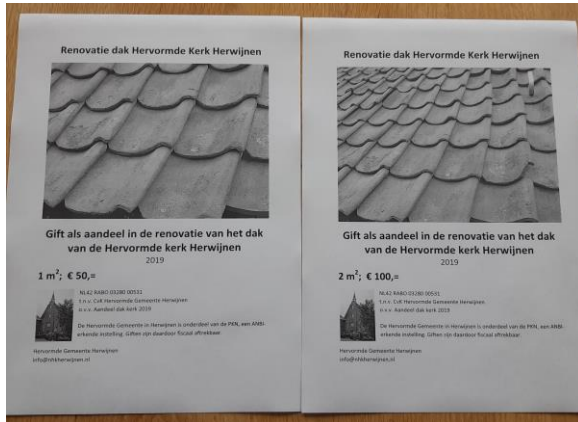 Renovatie dak Hervormde Kerk Herwijnen
Gift als aandeel in de renovatie van het dak
van de Hervormde kerk Herwijnen
2019
1 m²; € 50,=
NL42 RABO 03280 00531
t.n.v. CvK Hervormde Gemeente Herwijnen
o.v.v. Aandeel dak kerk 2019
De Hervormde Gemeente in Herwijnen is onderdeel van de PKN, een ANBI
erkende instelling. Giften zijn daardoor fiscaal aftrekbaar.
Hervormde Gemeente Herwijnen
info@nhkherwijnen.nl
Renovatie dak Hervormde Kerk Herwijnen
Gift als aandeel in de renovatie van het dak
van de Hervormde kerk Herwijnen
2019
2 m²; € 100,=
NL42 RABO 03280 00531
t.n.v. CvK Hervormde Gemeente Herwijnen
o.v.v. Aandeel dak kerk 2019
De Hervormde Gemeente in Herwijnen is onderdeel van de PKN, een ANBI
erkende instelling. Giften zijn daardoor fiscaal aftrekbaar.
Hervormde Gemeente Herwijnen
info@nhkherwijnen.nl